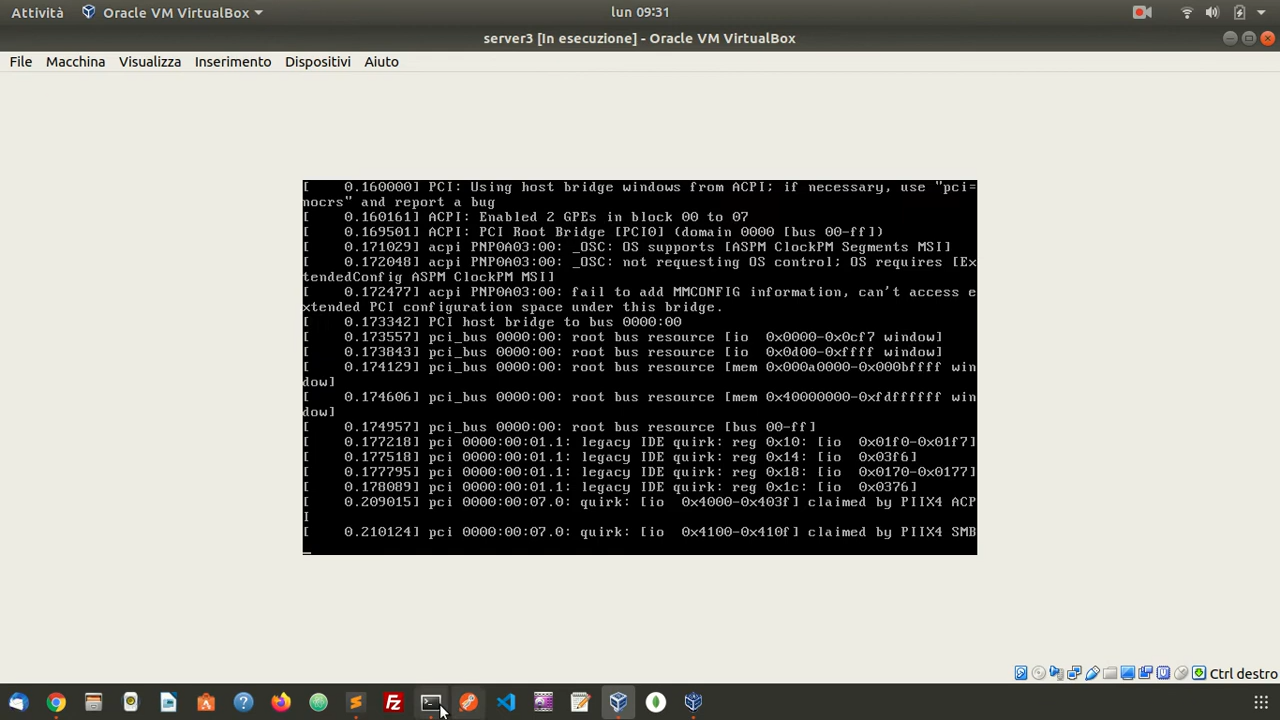 Attività
Oracle VM VirtualBox
lun 09:31
server3 [In esecuzione] - Oracle VM VirtualBox
File Macchina Visualizza Inserimento Dispositivi Aiuto
[    0.160000] PCI: Using host bridge windows from ACPI; if necessary, use "pci=
nocrs" and report a bug
[    0.160161] ACPI: Enabled 2 GPEs in block 00 to 07
[    0.169501] ACPI: PCI Root Bridge [PCI0] (domain 0000 [bus 00-ff])
[    0.171029] acpi PNP0A03:00: _OSC: OS supports [ASPM ClockPM Segments MSI]
[    0.172048] acpi PNP0A03:00: _OSC: not requesting OS control; OS requires [Ex
tendedConfig ASPM ClockPM MSI]
[    0.172477] acpi PNP0A03:00: fail to add MMCONFIG information, can't access e
xtended PCI configuration space under this bridge.
[    0.173342] PCI host bridge to bus 0000:00
[    0.173557] pci_bus 0000:00: root bus resource [io  0x0000-0x0cf7 window]
[    0.173843] pci_bus 0000:00: root bus resource [io  0x0d00-0xffff window]
[    0.174129] pci_bus 0000:00: root bus resource [mem 0x000a0000-0x000bffff win
dow]
[    0.174606] pci_bus 0000:00: root bus resource [mem 0x40000000-0xfdffffff win
dow]
[    0.174957] pci_bus 0000:00: root bus resource [bus 00-ff]
[    0.177218] pci 0000:00:01.1: legacy IDE quirk: reg 0x10: [io  0x01f0-0x01f7]
[    0.177518] pci 0000:00:01.1: legacy IDE quirk: reg 0x14: [io  0x03f6]
[    0.177795] pci 0000:00:01.1: legacy IDE quirk: reg 0x18: [io  0x0170-0x0177]
[    0.178089] pci 0000:00:01.1: legacy IDE quirk: reg 0x1c: [io  0x0376]
[    0.209015] pci 0000:00:07.0: quirk: [io  0x4000-0x403f] claimed by PIIX4 ACP
I
[    0.210124] pci 0000:00:07.0: quirk: [io  0x4100-0x410f] claimed by PIIX4 SMB
Ctrl destro